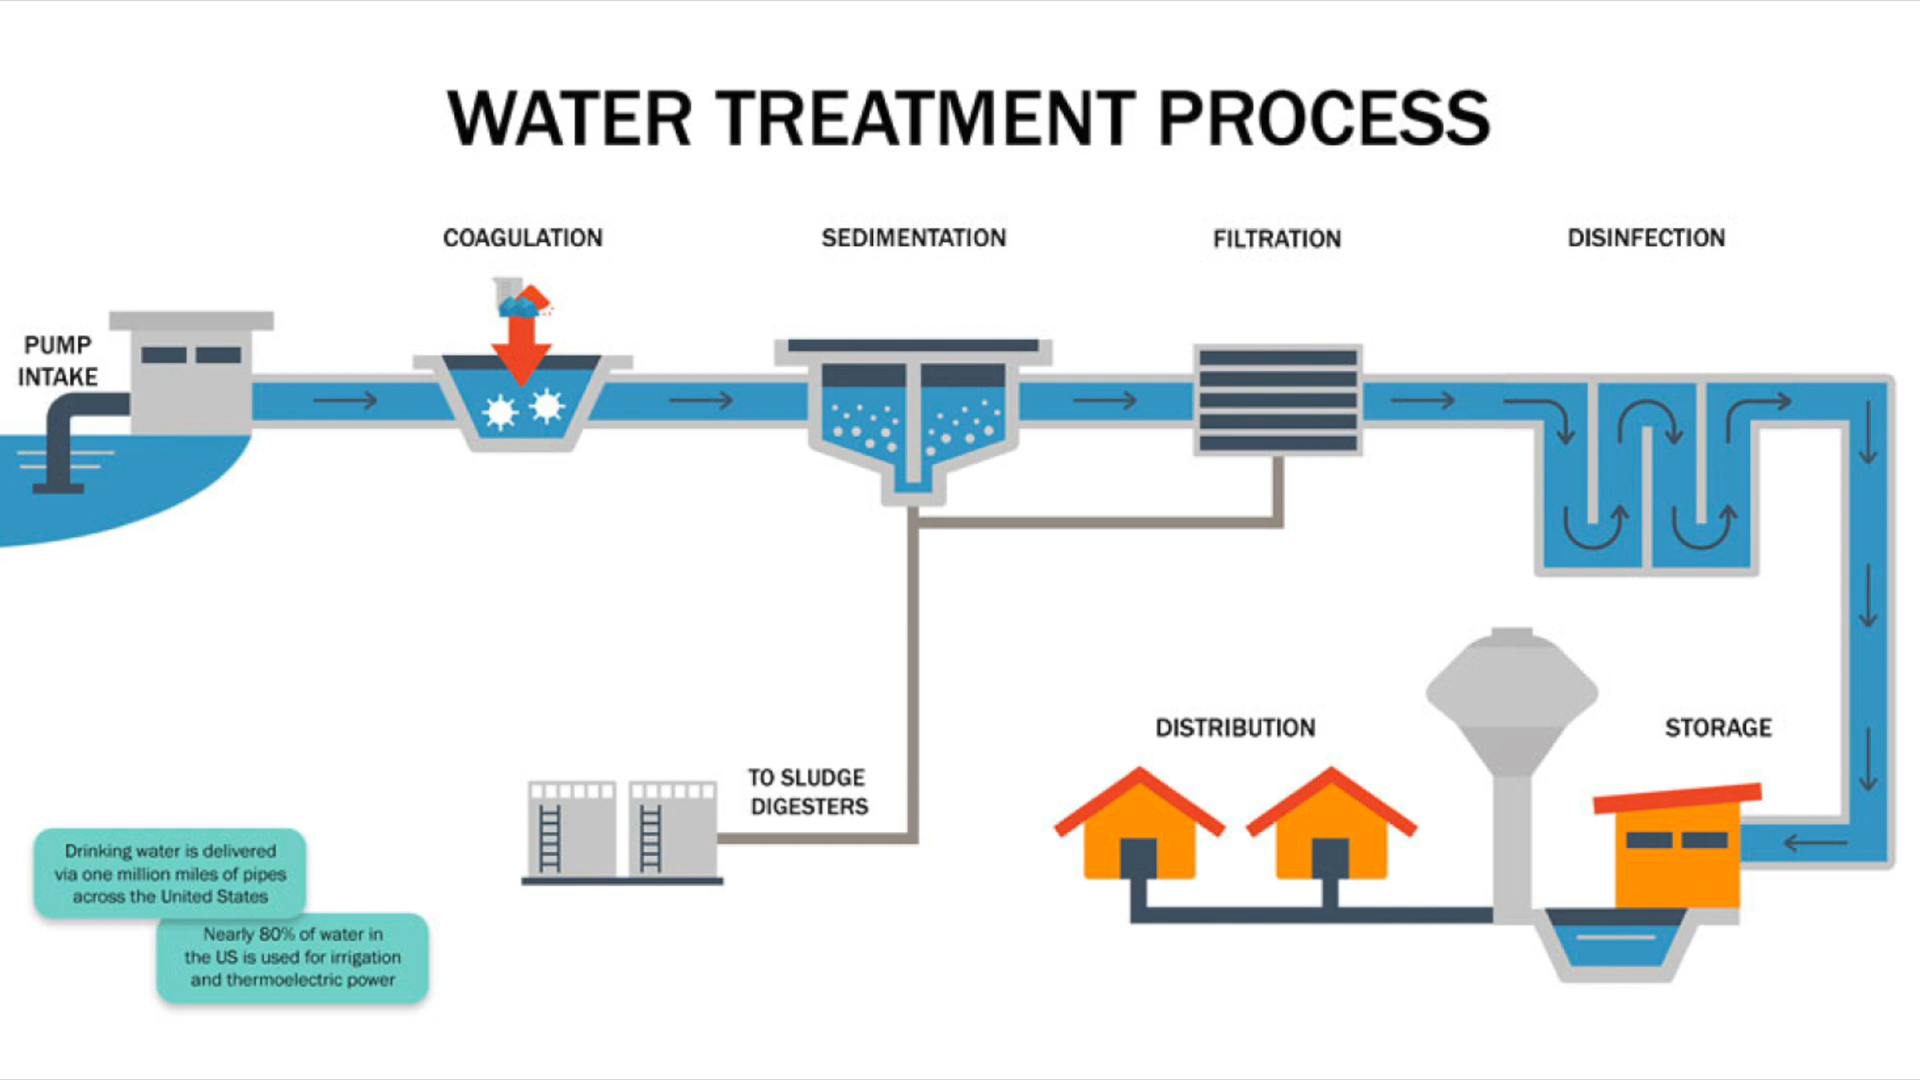 WATER TREATMENT PROCESS
COAGULATION
SEDIMENTATION
FILTRATION
DISINFECTION
PUMP
INTAKE
DISTRIBUTION
STORAGE
TO SLUDGE
DIGESTERS
Drinking water is delivered
via one million miles of pipes
across the United States
Nearly 80% of water in
the US is used for irrigation
and thermoelectric power